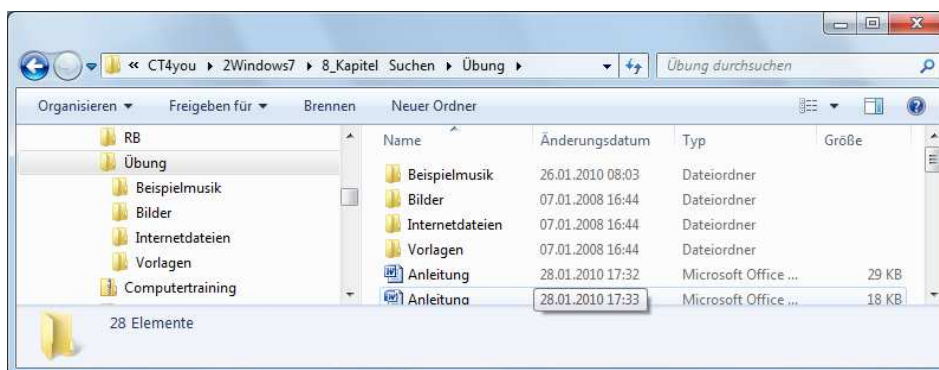 « CT4you ▸ 2Windows7 ▸ 8_Kapitel Suchen ▸ Übung ▸ Übung durchsuchen
Organisieren Freigeben für Brennen Neuer Ordner
RB
Übung
Beispielmusik
Bilder
Internetdateien
Vorlagen
Computertraining
Name Änderungsdatum Typ Größe
Beispielmusik 26.01.2010 08:03 Dateiordner
Bilder 07.01.2008 16:44 Dateiordner
Internetdateien 07.01.2008 16:44 Dateiordner
Vorlagen 07.01.2008 16:44 Dateiordner
Anleitung 28.01.2010 17:32 Microsoft Office ... 29 KB
Anleitung 28.01.2010 17:33 Microsoft Office ... 18 KB
28 Elemente